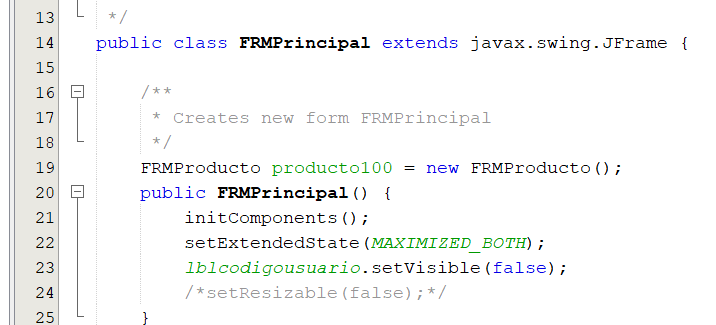 13 */
14 public class FRMPrincipal extends javax.swing.JFrame {
15
16 /**
17 * Creates new form FRMPrincipal
18 */
19 FRMProducto producto100 = new FRMProducto();
20 public FRMPrincipal() {
21 initComponents();
22 setExtendedState(MAXIMIZED_BOTH);
23 lblcodigousuario.setVisible(false);
24 /*setResizable(false);*/
25 }